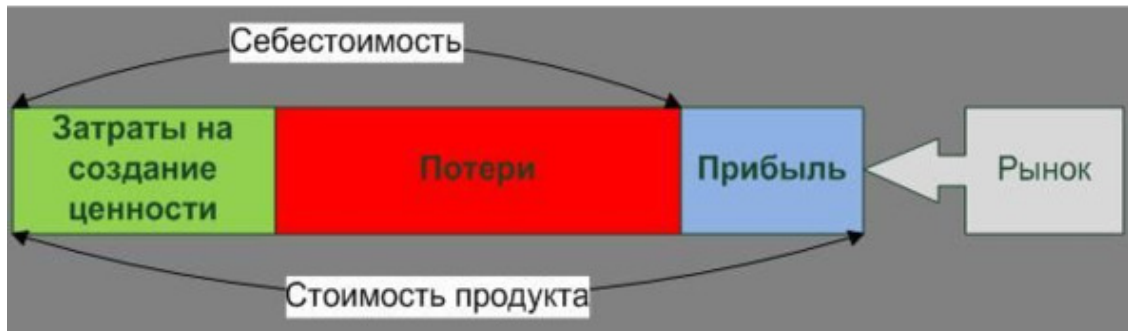 Себестоимость
Затраты на
создание
ценности
Потери
Прибыль
Рынок
Стоимость продукта